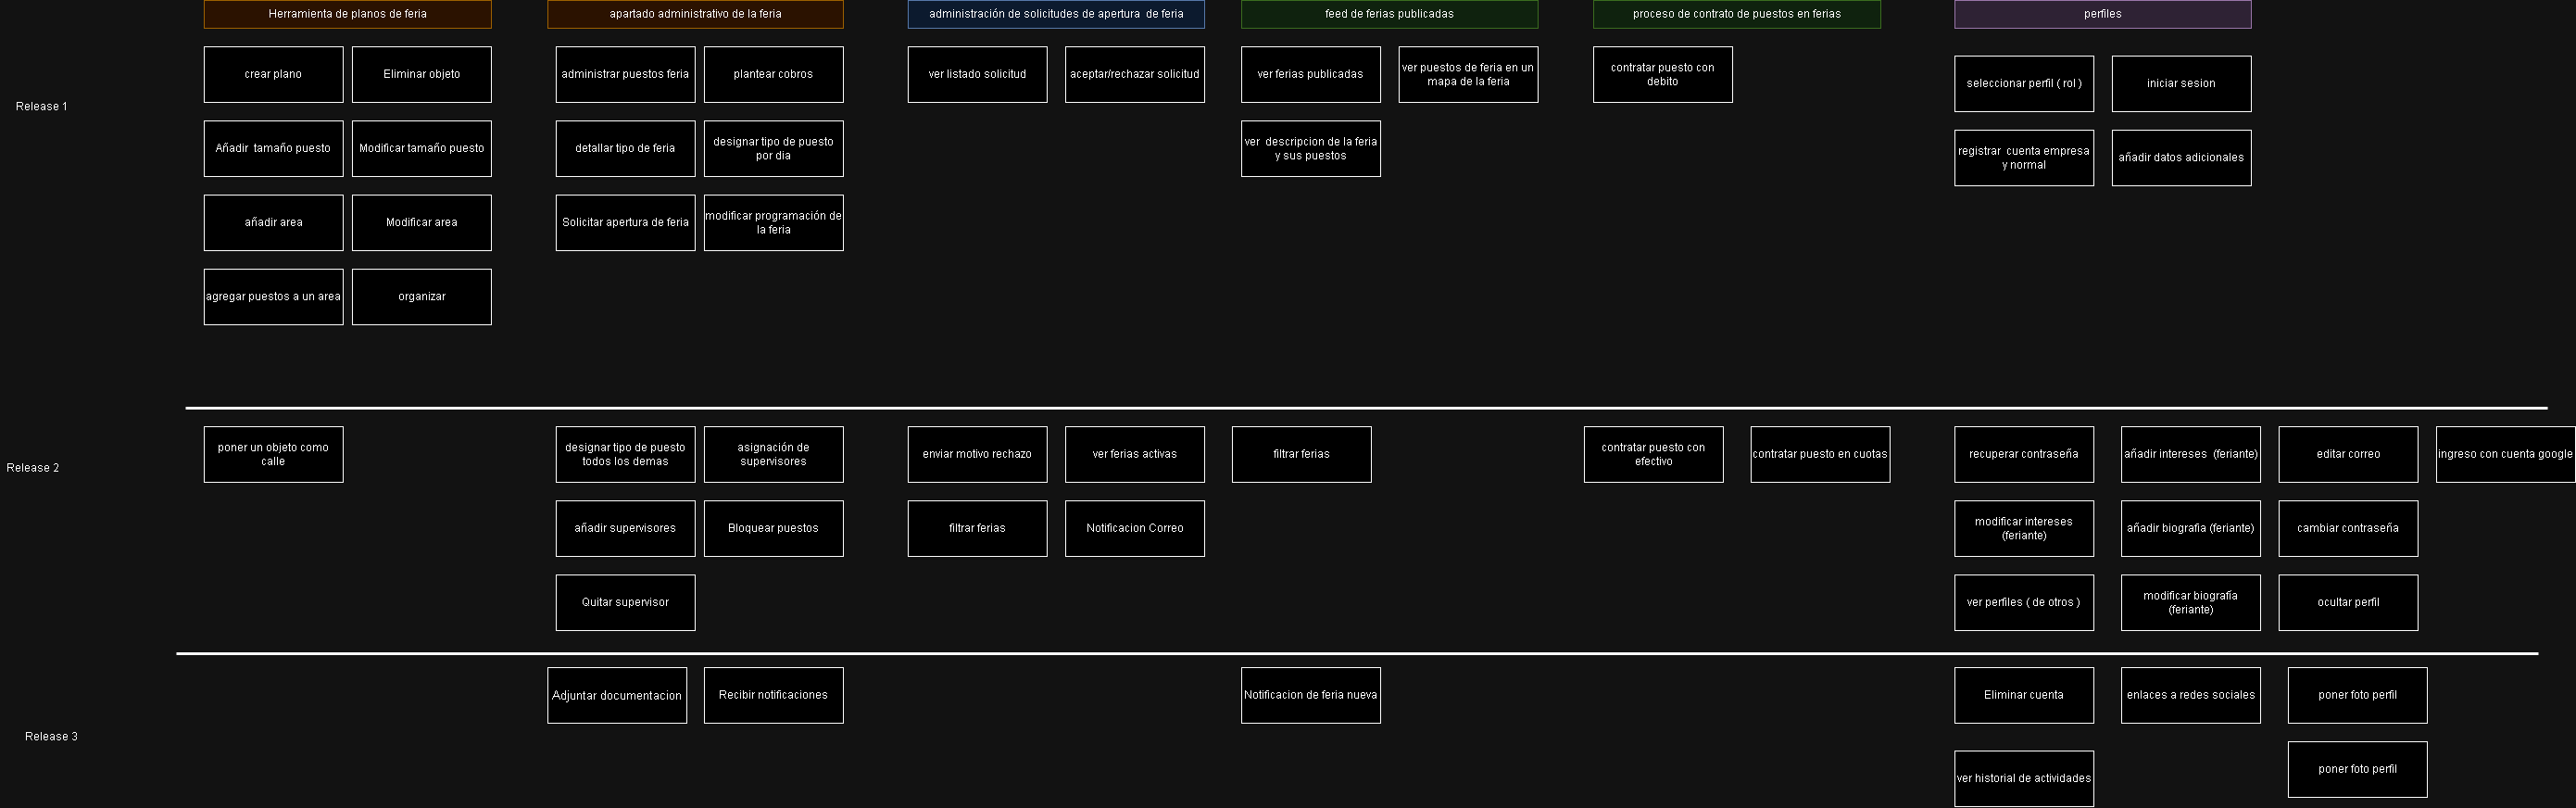 Herramienta de planos de feria
apartado administrativo de la feria
administración de solicitudes de apertura de feria
feed de ferias publicadas
proceso de contrato de puestos en ferias
perfiles
Release 1
crear plano
Eliminar objeto
Añadir tamaño puesto
Modificar tamaño puesto
añadir area
Modificar area
agregar puestos a un area
organizar
administrar puestos feria
plantear cobros
detallar tipo de feria
designar tipo de puesto
por dia
Solicitar apertura de feria
modificar programación de
la feria
ver listado solicitud
aceptar/rechazar solicitud
ver ferias publicadas
ver puestos de feria en un
mapa de la feria
ver descripcion de la feria
y sus puestos
contratar puesto con
debito
seleccionar perfil ( rol )
iniciar sesion
registrar cuenta empresa
y normal
añadir datos adicionales
Release 2
poner un objeto como
calle
designar tipo de puesto
todos los demas
asignación de
supervisores
añadir supervisores
Bloquear puestos
Quitar supervisor
enviar motivo rechazo
ver ferias activas
filtrar ferias
Notificacion Correo
filtrar ferias
contratar puesto con
efectivo
contratar puesto en cuotas
recuperar contraseña
añadir intereses (feriante)
editar correo
ingreso con cuenta google
modificar intereses
(feriante)
añadir biografia (feriante)
cambiar contraseña
ver perfiles ( de otros )
modificar biografía
(feriante)
ocultar perfil
Release 3
Adjuntar documentacion
Recibir notificaciones
Notificacion de feria nueva
Eliminar cuenta
enlaces a redes sociales
poner foto perfil
ver historial de actividades
poner foto perfil